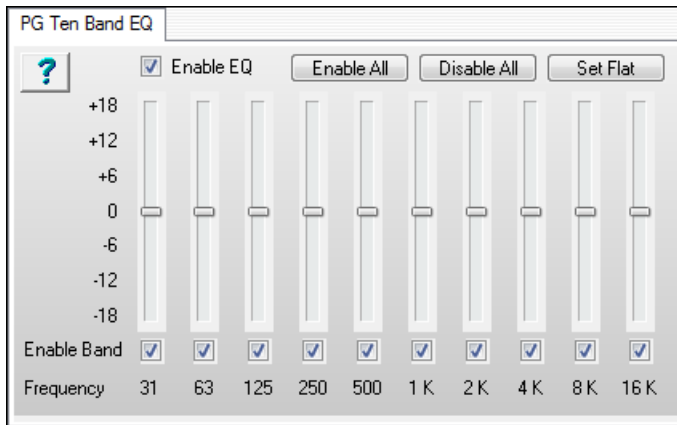 PG Ten Band EQ
? Enable EQ Enable All Disable All Set Flat
+18
+12
+6
0
-6
-12
-18
Enable Band
Frequency 31 63 125 250 500 1 K 2 K 4 K 8 K 16 K